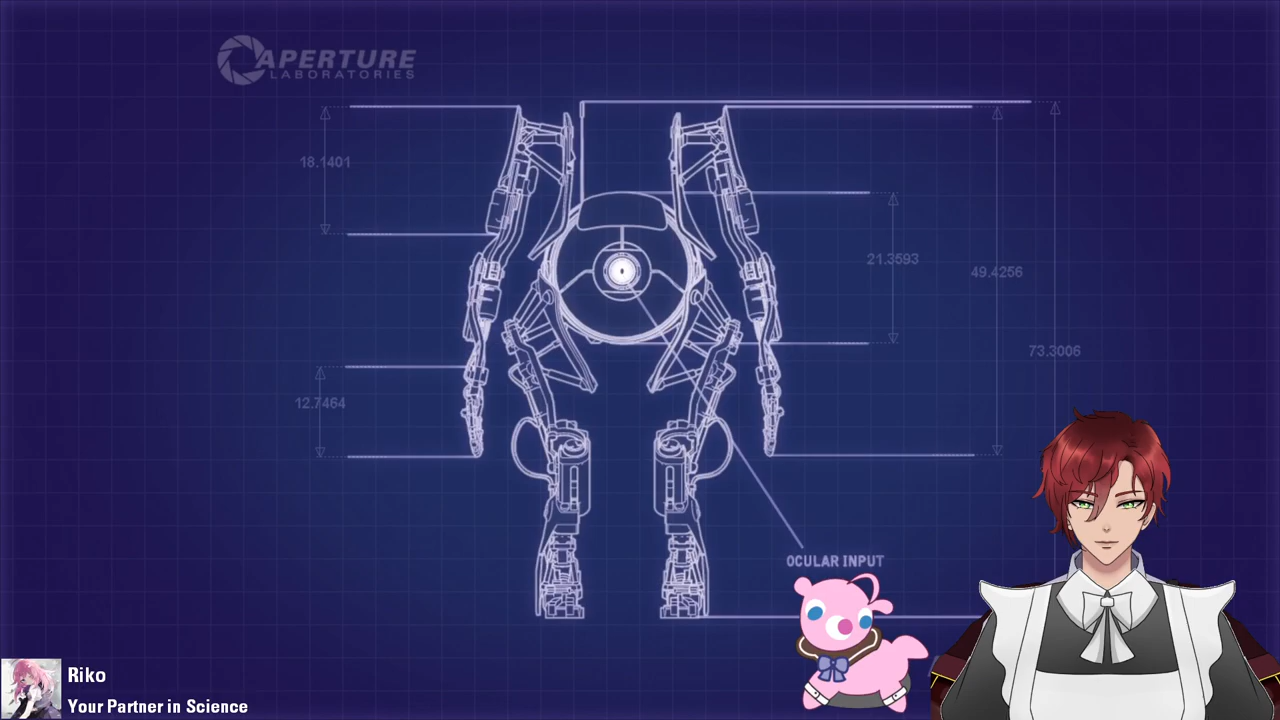 APERTURE
LABORATORIES
18.1401
21.3593
49.4256
73.3006
12.7464
OCULAR INPUT
Riko
Your Partner in Science